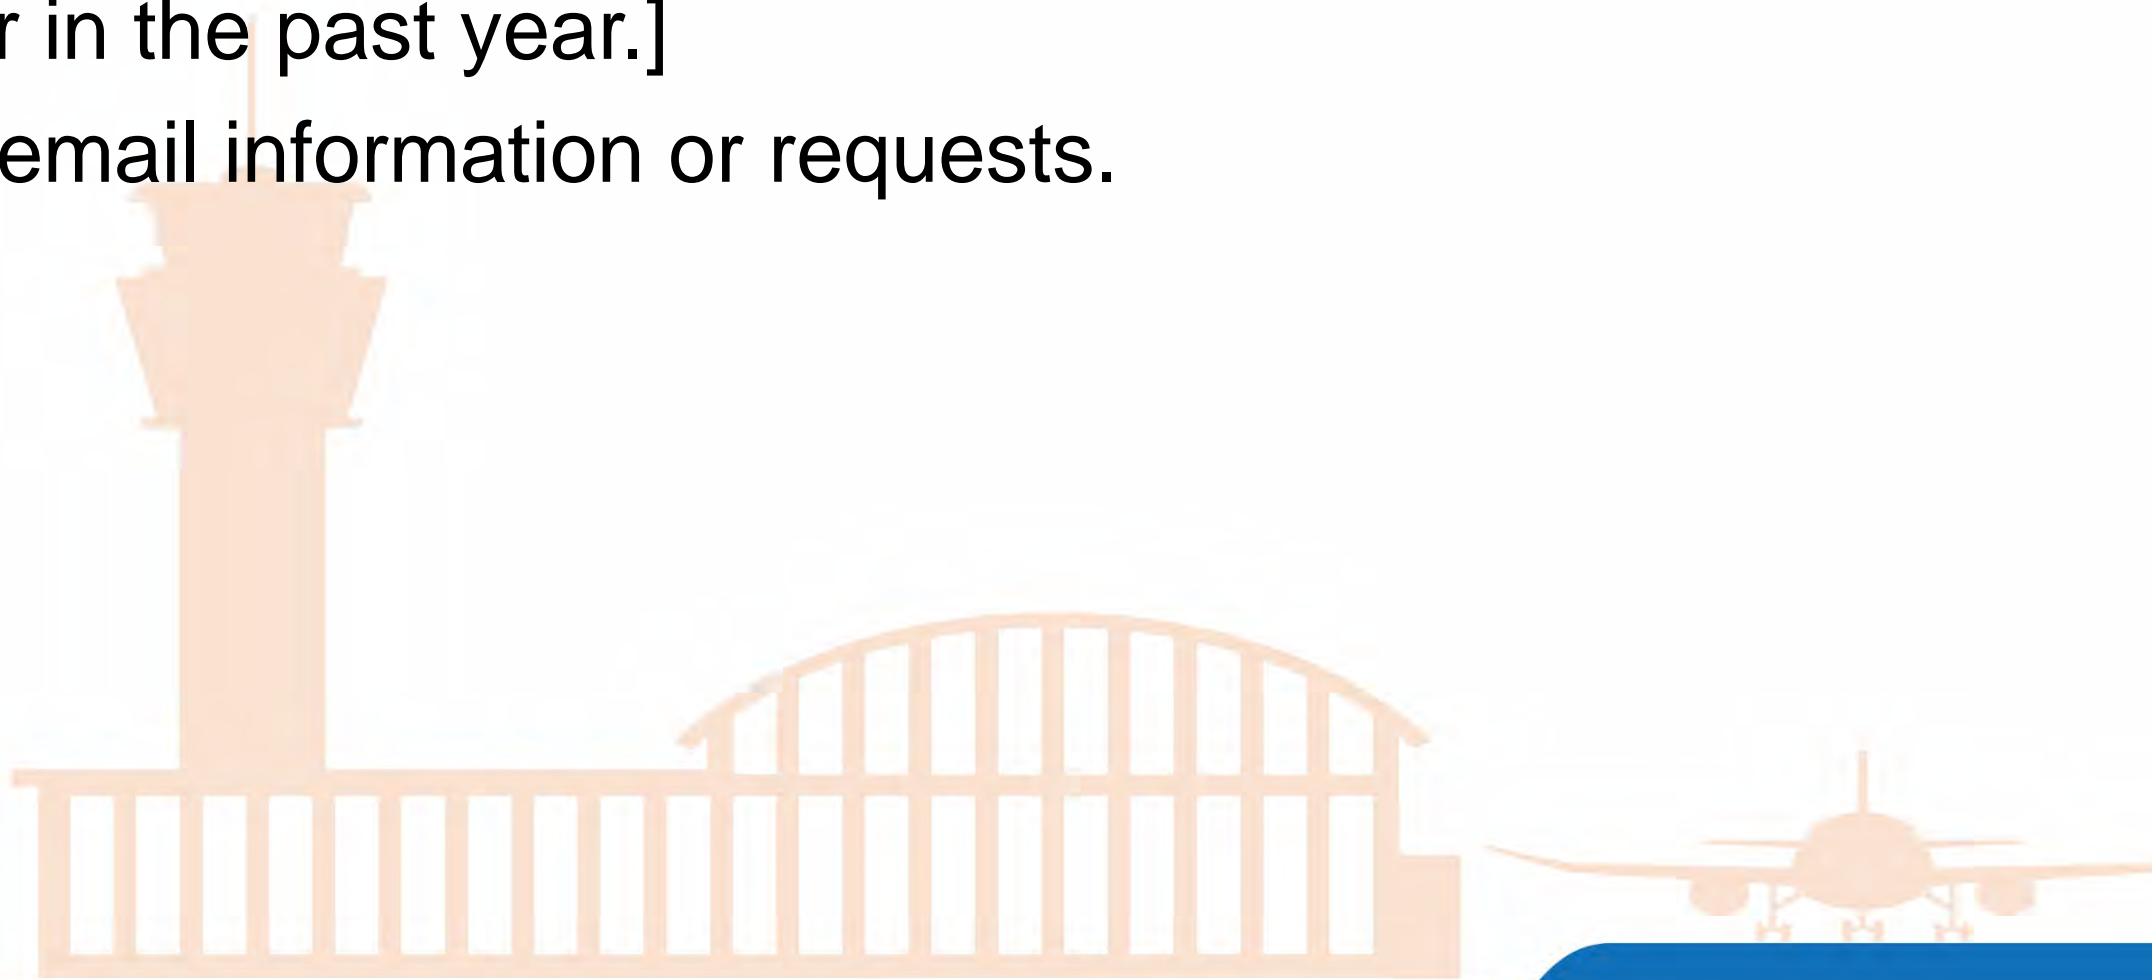 r in the past year.]
email information or requests.